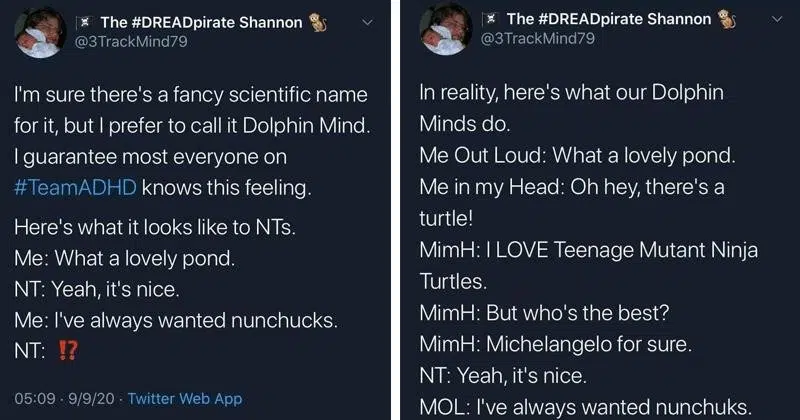 The #DREADpirate Shannon
@3TrackMind79
I'm sure there's a fancy scientific name
for it, but I prefer to call it Dolphin Mind.
I guarantee most everyone on
#TeamADHD knows this feeling.
Here's what it looks like to NTs.
Me: What a lovely pond.
NT: Yeah, it's nice.
Me: I've always wanted nunchucks.
NT: ⁉️
05:09 · 9/9/20 · Twitter Web App
The #DREADpirate Shannon
@3TrackMind79
In reality, here's what our Dolphin
Minds do.
Me Out Loud: What a lovely pond.
Me in my Head: Oh hey, there's a
turtle!
MimH: I LOVE Teenage Mutant Ninja
Turtles.
MimH: But who's the best?
MimH: Michelangelo for sure.
NT: Yeah, it's nice.
MOL: I've always wanted nunchuks.